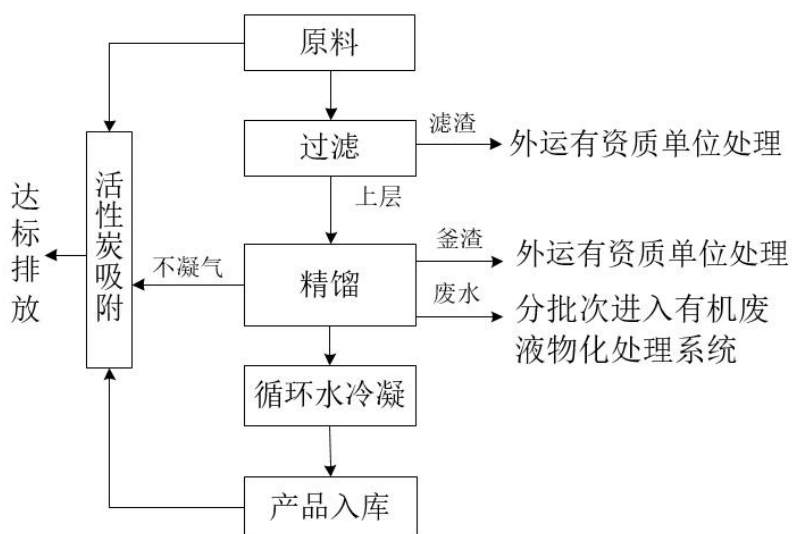 原料
过滤
滤渣
外运有资质单位处理
上层
活性炭吸附
达标排放
不凝气
精馏
釜渣
外运有资质单位处理
废水
分批次进入有机废
液物化处理系统
循环水冷凝
产品入库